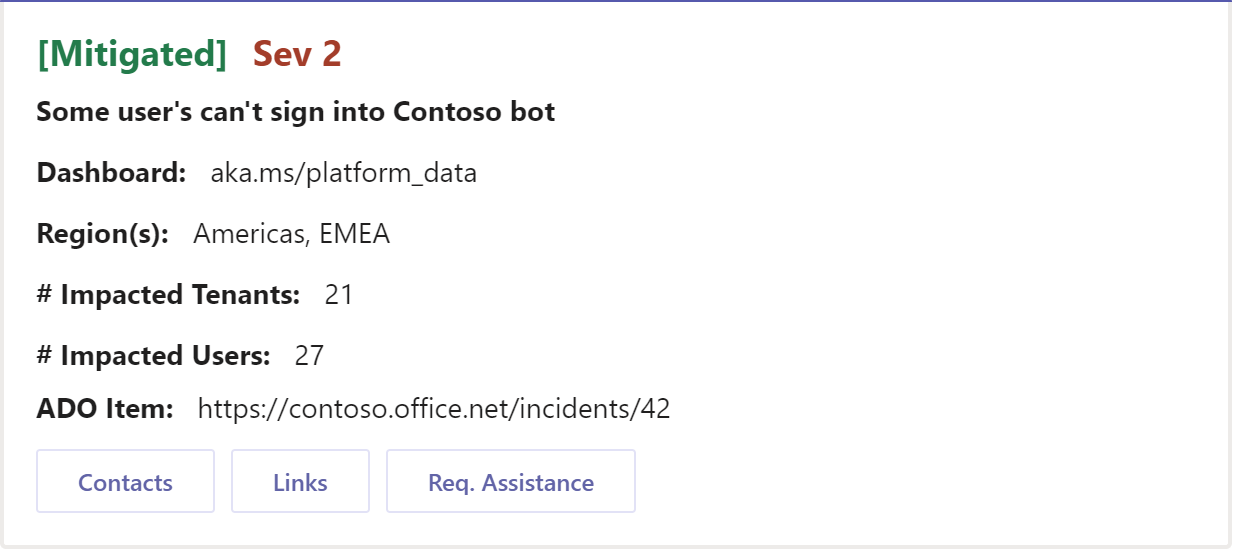 [Mitigated] Sev 2
Some user's can't sign into Contoso bot
Dashboard: aka.ms/platform_data
Region(s): Americas, EMEA
# Impacted Tenants: 21
# Impacted Users: 27
ADO Item: https://contoso.office.net/incidents/42
Contacts Links Req. Assistance